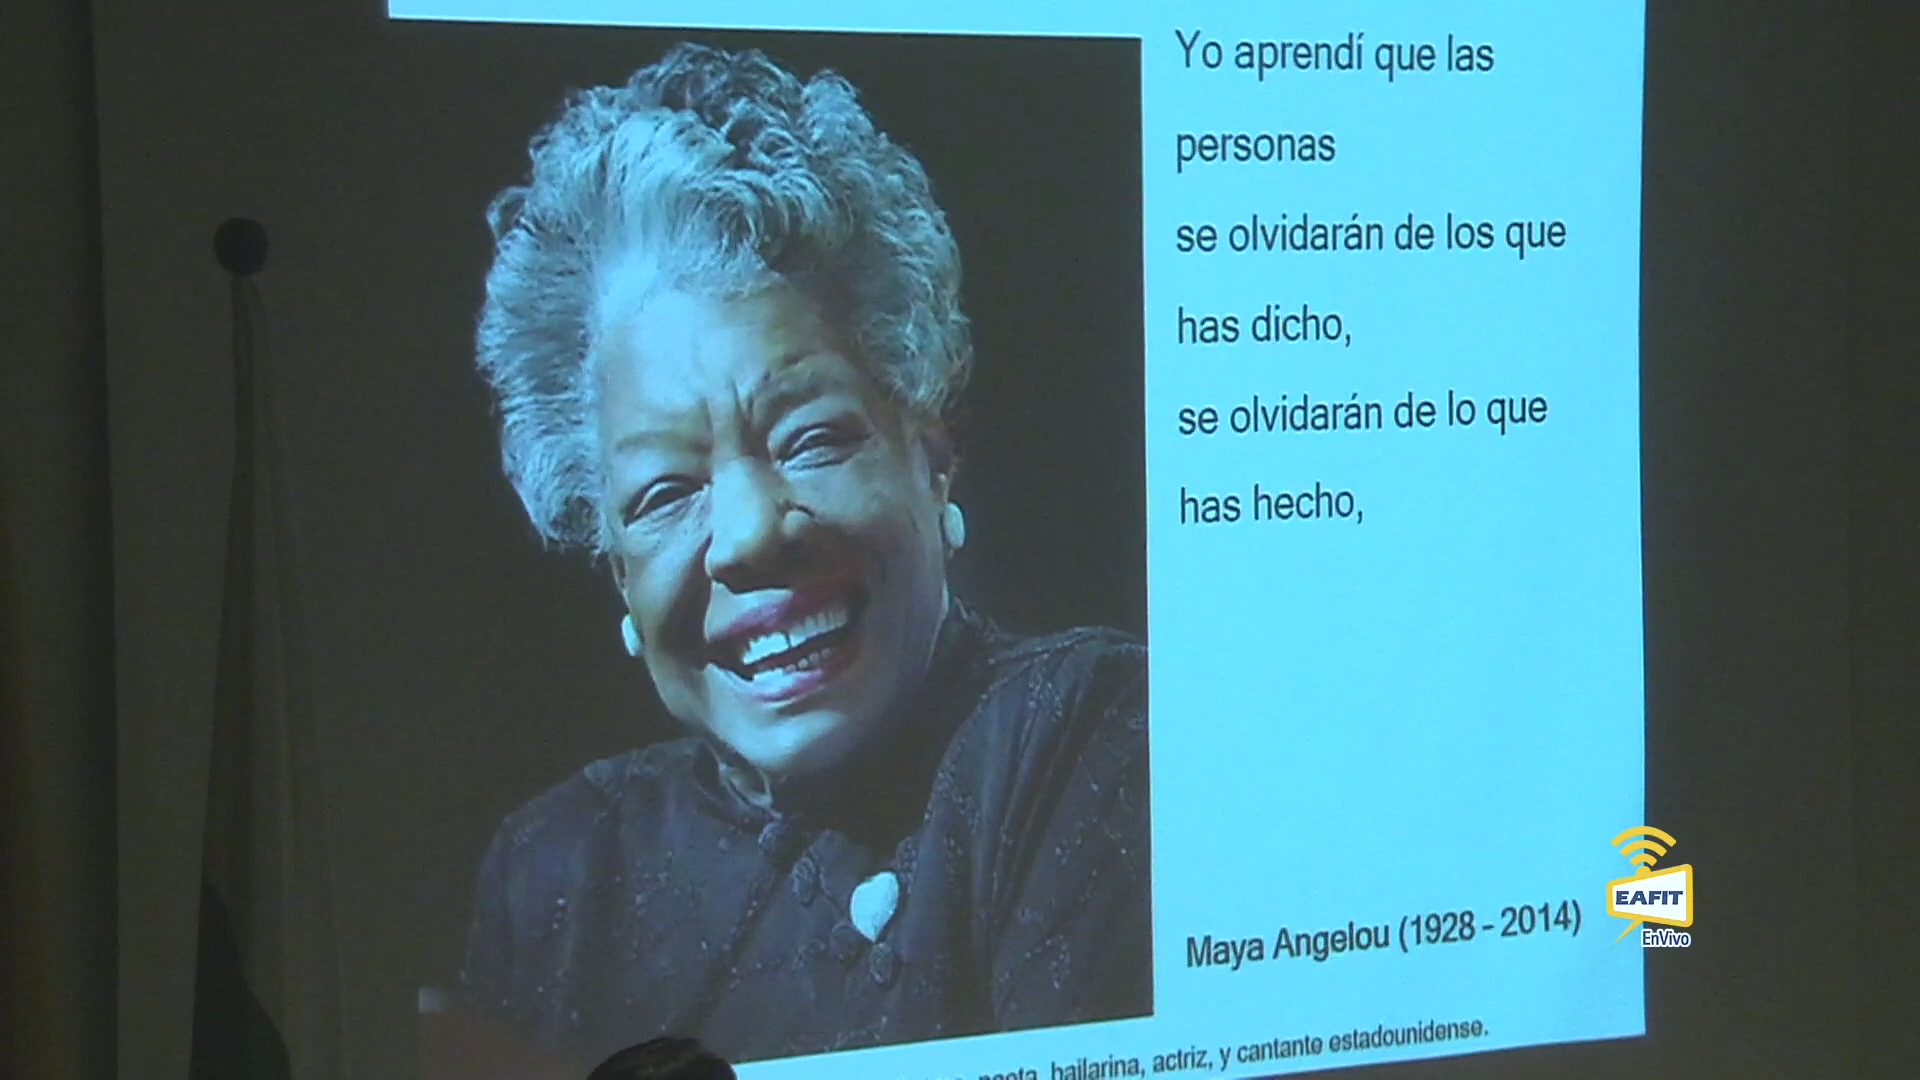 Yo aprendí que las
personas
se olvidarán de los que
has dicho,
se olvidarán de lo que
has hecho,
Maya Angelou (1928 - 2014)
bailarina, actriz, y cantante estadounidense.
EAFIT
EnVivo